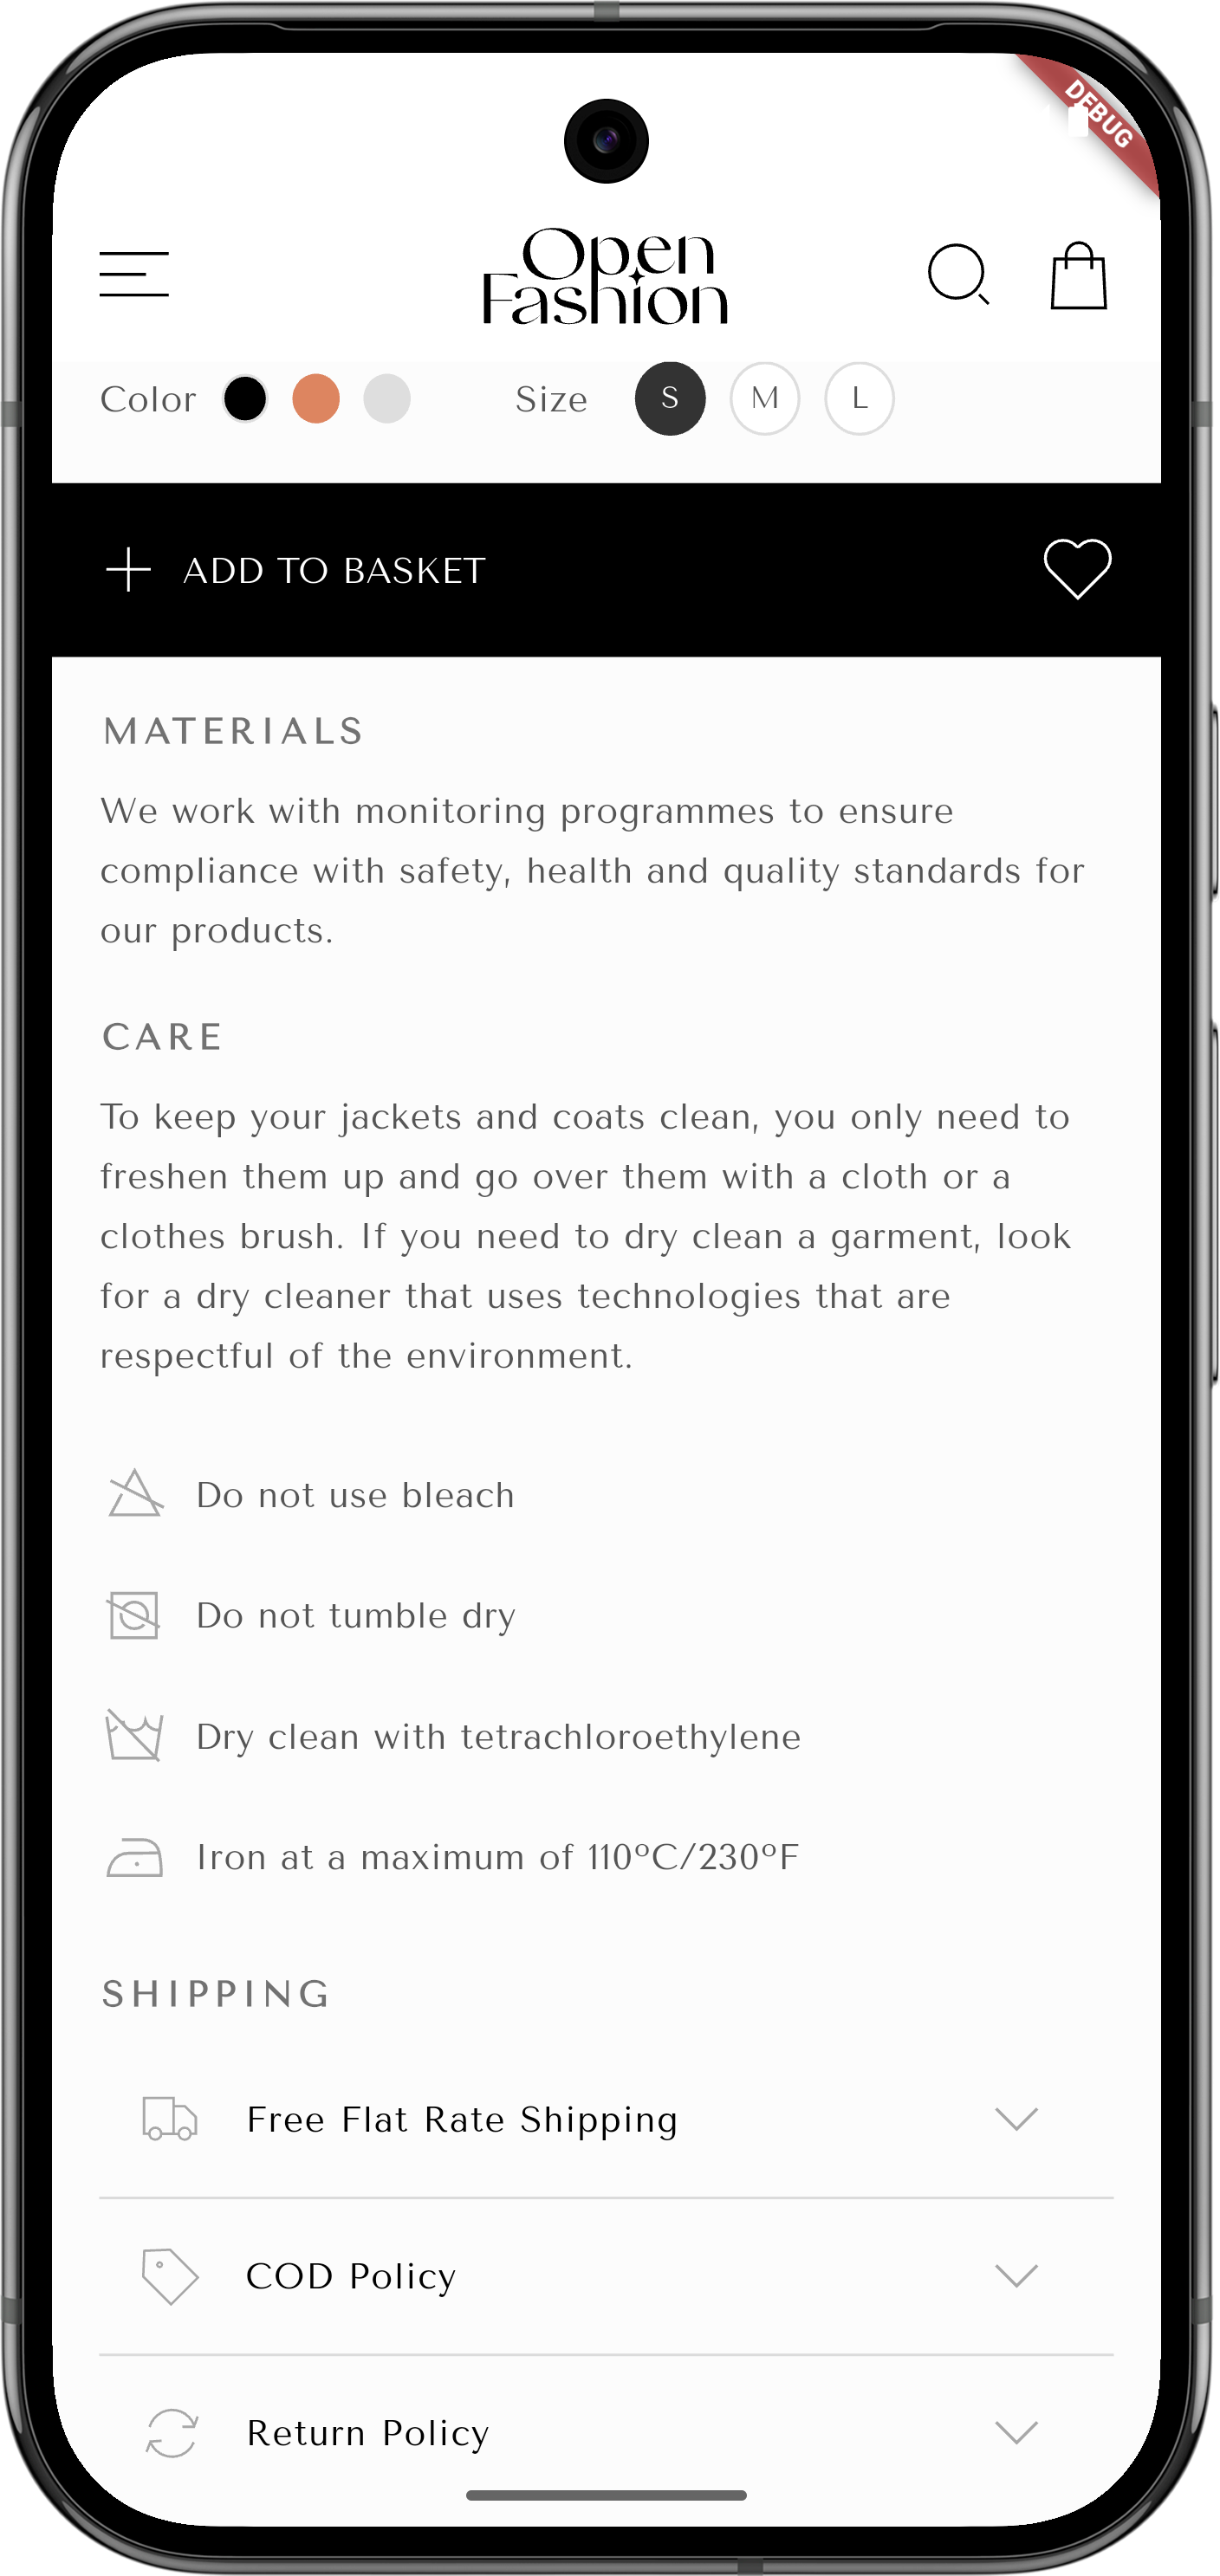 DEBUG
Open
Fashion
Color
Size S M L
ADD TO BASKET
MATERIALS
We work with monitoring programmes to ensure
compliance with safety, health and quality standards for
our products.
CARE
To keep your jackets and coats clean, you only need to
freshen them up and go over them with a cloth or a
clothes brush. If you need to dry clean a garment, look
for a dry cleaner that uses technologies that are
respectful of the environment.
Do not use bleach
Do not tumble dry
Dry clean with tetrachloroethylene
Iron at a maximum of 110ºC/230ºF
SHIPPING
Free Flat Rate Shipping
COD Policy
Return Policy